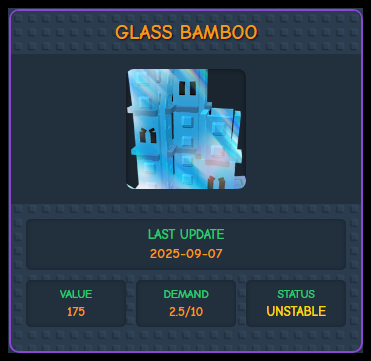 GLASS BAMBOO
LAST UPDATE
2025-09-07
VALUE
175
DEMAND
2.5/10
STATUS
UNSTABLE